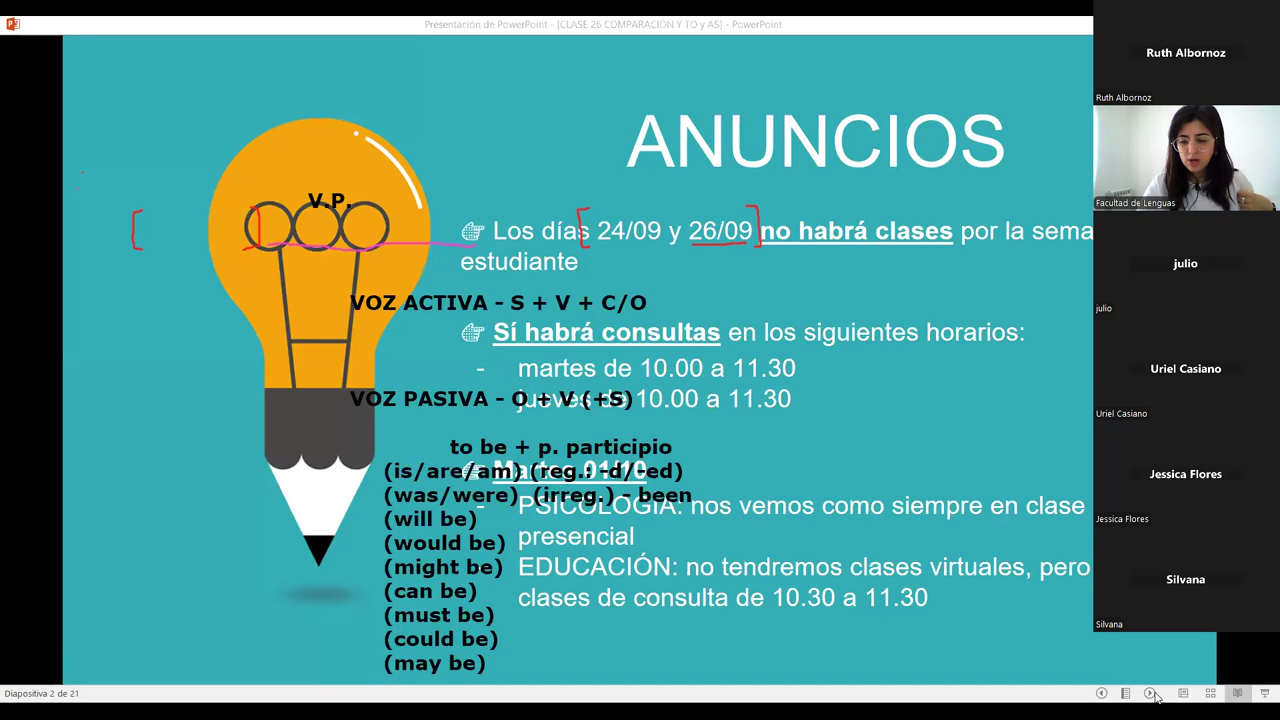 Presentación de PowerPoint - [CLASE 26 COMPARACIÓN Y TO y AS] - PowerPoint
ANUNCIOS
V.P.
Los días 24/09 y 26/09 no habrá clases por la sema
estudiante
VOZ ACTIVA - S + V + C/O
Sí habrá consultas en los siguientes horarios:
- martes de 10.00 a 11.30
jueves de 10.00 a 11.30
VOZ PASIVA - O + V (+S)
to be + p. participio
Martes 01/10
(is/are/am) (reg.: -d/-ed)
(was/were) (irreg.) - been
- PSICOLOGÍA: nos vemos como siempre en clase
presencial
(will be)
(would be)
(might be)
EDUCACIÓN: no tendremos clases virtuales, pero
clases de consulta de 10.30 a 11.30
(can be)
(must be)
(could be)
(may be)
Ruth Albornoz
Ruth Albornoz
Facultad de Lenguas
julio
julio
Uriel Casiano
Uriel Casiano
Jessica Flores
Jessica Flores
Silvana
Silvana
Diapositiva 2 de 21